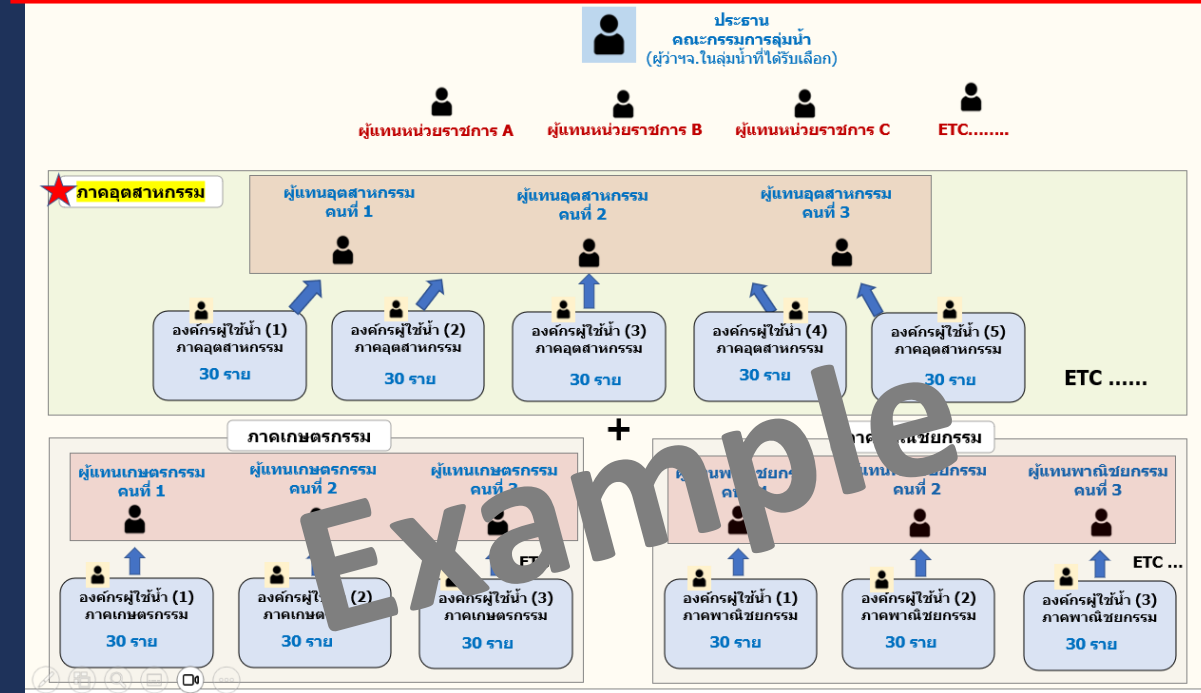 ประธาน
คณะกรรมการลุ่มน้ำ
(ผู้ว่าฯจ.ในลุ่มน้ำที่ได้รับเลือก)
ผู้แทนหน่วยราชการ A
ผู้แทนหน่วยราชการ B
ผู้แทนหน่วยราชการ C
ETC........
ภาคอุตสาหกรรม
ผู้แทนอุตสาหกรรม
คนที่ 1
ผู้แทนอุตสาหกรรม
คนที่ 2
ผู้แทนอุตสาหกรรม
คนที่ 3
องค์กรผู้ใช้น้ำ (1)
ภาคอุตสาหกรรม
30 ราย
องค์กรผู้ใช้น้ำ (2)
ภาคอุตสาหกรรม
30 ราย
องค์กรผู้ใช้น้ำ (3)
ภาคอุตสาหกรรม
30 ราย
องค์กรผู้ใช้น้ำ (4)
ภาคอุตสาหกรรม
30 ราย
องค์กรผู้ใช้น้ำ (5)
ภาคอุตสาหกรรม
30 ราย
ETC ......
+
Example
ภาคเกษตรกรรม
ผู้แทนเกษตรกรรม
คนที่ 1
ผู้แทนเกษตรกรรม
คนที่ 2
ผู้แทนเกษตรกรรม
คนที่
องค์กรผู้ใช้น้ำ (1)
ภาคเกษตรกรรม
30 ราย
(2)
30 ราย
องค์กรผู้ใช้น้ำ (3)
ภาคเกษตรกรรม
30 ราย
คนที่ 2
ผู้แทนพาณิชยกรรม
คนที่ 3
ETC ...
องค์กรผู้ใช้น้ำ (1)
ภาคพาณิชยกรรม
30 ราย
องค์กรผู้ใช้น้ำ (2)
ภาคพาณิชยกรรม
30 ราย
องค์กรผู้ใช้น้ำ (3)
ภาคพาณิชยกรรม
30 ราย